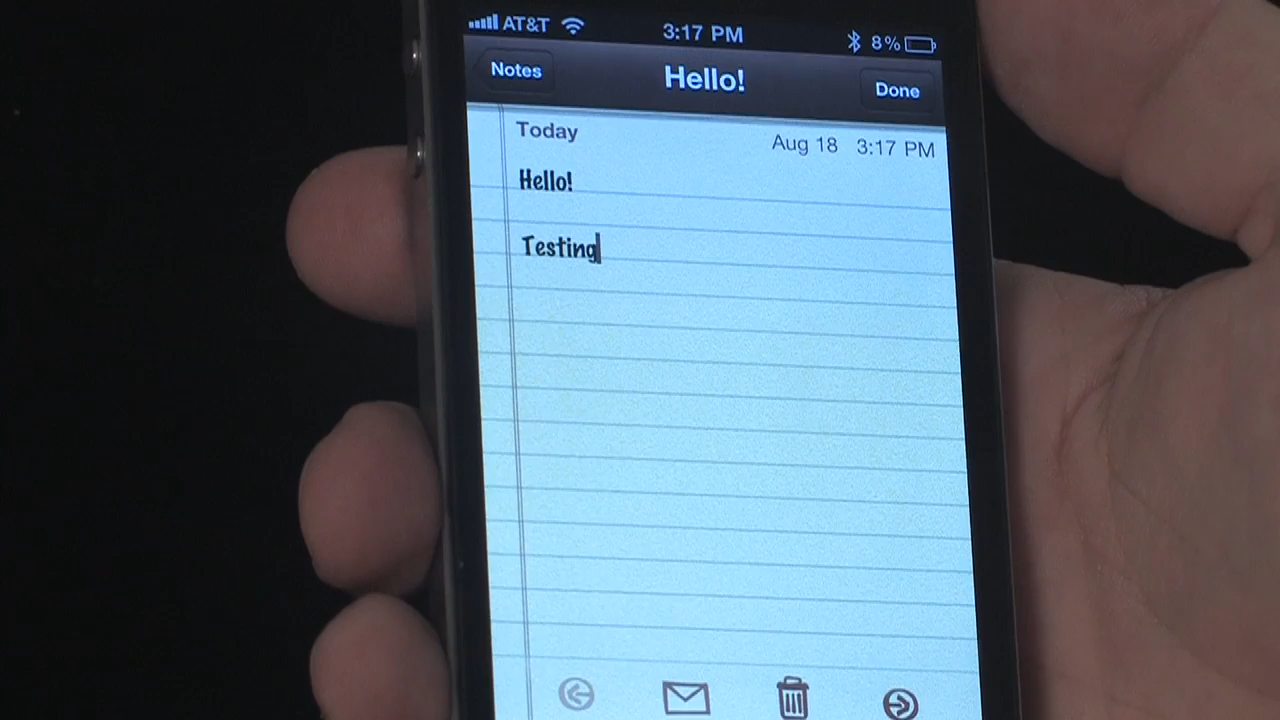 AT&T 3:17 PM 8%
Notes Hello! Done
Today Aug 18 3:17 PM
Hello!
Testing